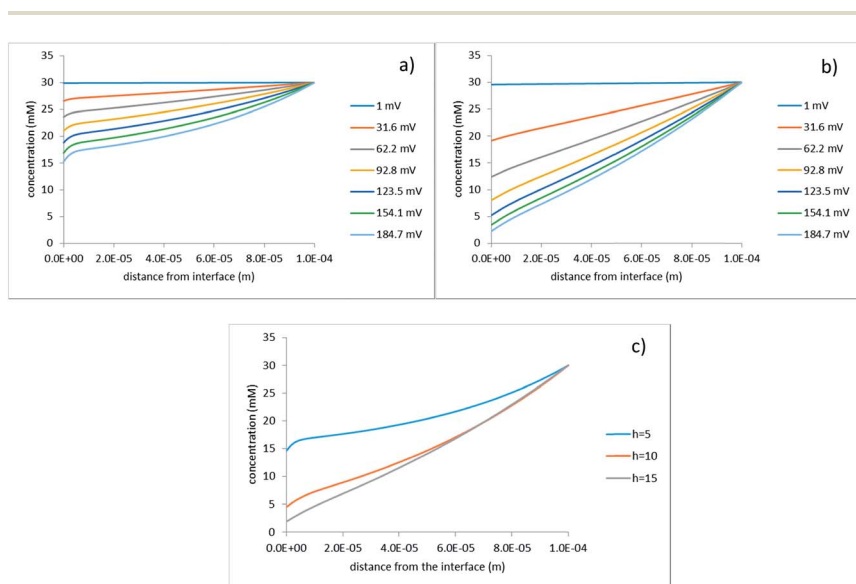 a)
35
30
25
20
15
10
5
0
concentration (mM)
0.0E+00 2.0E-05 4.0E-05 6.0E-05 8.0E-05 1.0E-04
distance from interface (m)
1 mV
31.6 mV
62.2 mV
92.8 mV
123.5 mV
154.1 mV
184.7 mV
b)
35
30
25
20
15
10
5
0
concentration (mM)
0.0E+00 2.0E-05 4.0E-05 6.0E-05 8.0E-05 1.0E-04
distance from interface (m)
1 mV
31.6 mV
62.2 mV
92.8 mV
123.5 mV
154.1 mV
184.7 mV
c)
35
30
25
20
15
10
5
0
concentration (mM)
0.0E+00 2.0E-05 4.0E-05 6.0E-05 8.0E-05 1.0E-04
distance from the interface (m)
h=5
h=10
h=15